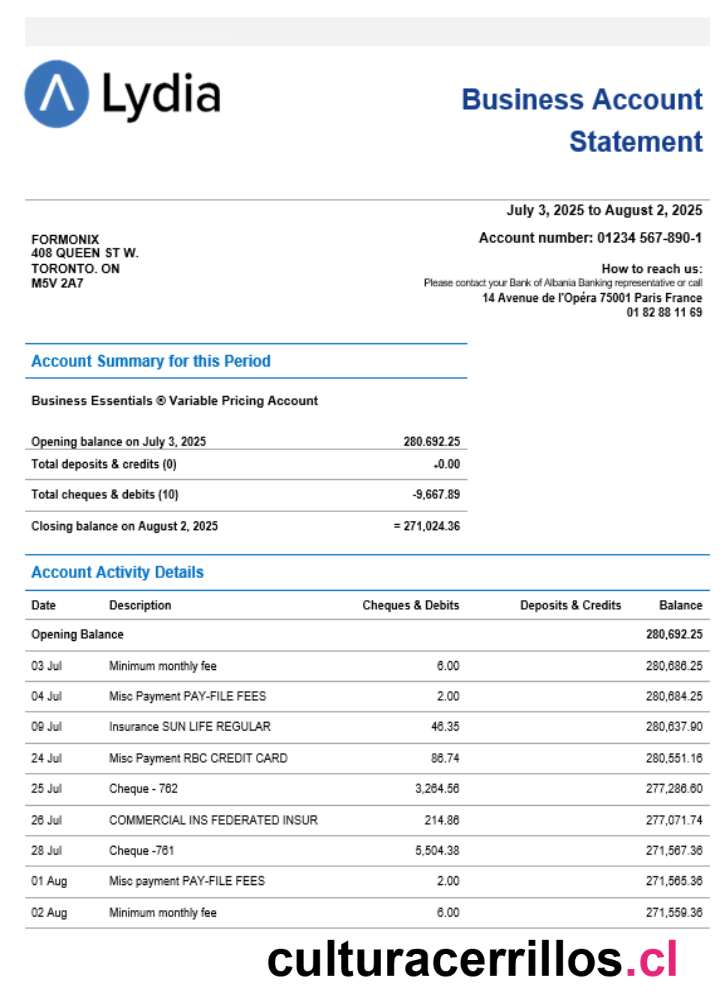 Lydia
Business Account
Statement
July 3, 2025 to August 2, 2025
Account number: 01234 567-890-1
FORMONIX
408 QUEEN ST W.
TORONTO. ON
M5V 2A7
How to reach us:
Please contact your Bank of Albania Banking representative or call
14 Avenue de l'Opéra 75001 Paris France
01 82 88 11 69
Account Summary for this Period
Business Essentials ® Variable Pricing Account
Opening balance on July 3, 2025 280.692.25
Total deposits & credits (0) +0.00
Total cheques & debits (10) -9,667.89
Closing balance on August 2, 2025 = 271,024.36
Account Activity Details
Date Description Cheques & Debits Deposits & Credits Balance
Opening Balance 280,692.25
03 Jul Minimum monthly fee 6.00 280,686.25
04 Jul Misc Payment PAY-FILE FEES 2.00 280,684.25
09 Jul Insurance SUN LIFE REGULAR 46.35 280,637.90
24 Jul Misc Payment RBC CREDIT CARD 86.74 280,551.16
25 Jul Cheque - 762 3,264.56 277,286.60
26 Jul COMMERCIAL INS FEDERATED INSUR 214.86 277,071.74
28 Jul Cheque -761 5,504.38 271,567.36
01 Aug Misc payment PAY-FILE FEES 2.00 271,565.36
02 Aug Minimum monthly fee 6.00 271,559.36
culturacerrillos.cl